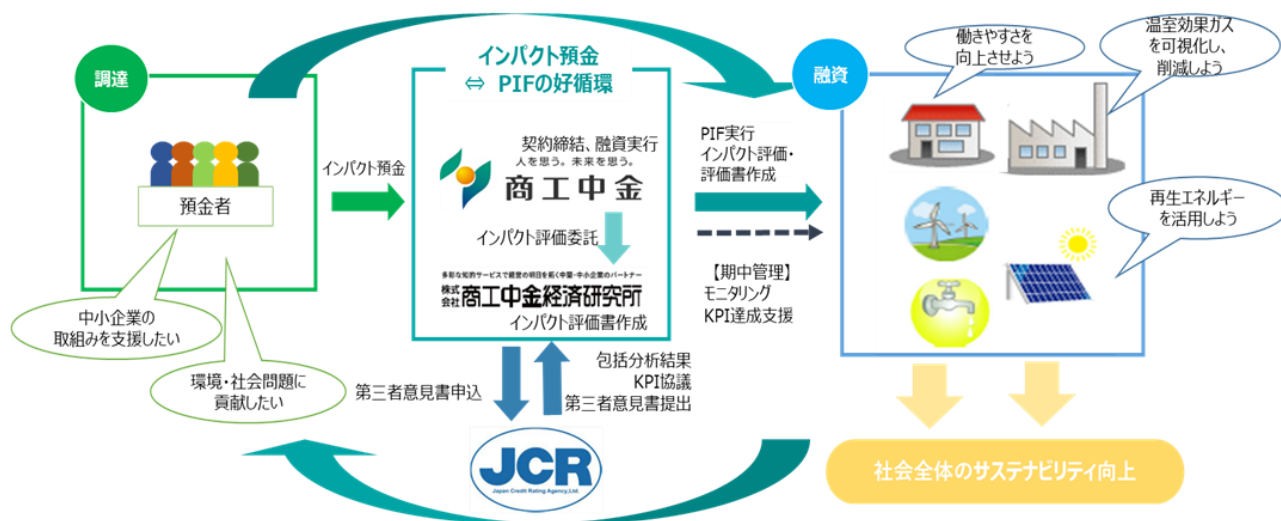 調達
預金者
中小企業の
取組みを支援したい
環境・社会問題に
貢献したい
インパクト預金
インパクト預金
⇔ PIFの好循環
契約締結、融資実行
人を思う。未来を思う。
商工中金
インパクト評価委託
多彩な知的サービスで経営の明日を拓く中堅・中小企業のパートナー
株式会社 商工中金経済研究所
インパクト評価書作成
第三者意見書申込
包括分析結果
KPI協議
第三者意見書提出
JCR
Japan Credit Rating Agency,Ltd.
PIF実行
インパクト評価・
評価書作成
【期中管理】
モニタリング
KPI達成支援
融資
働きやすさを
向上させよう
温室効果ガス
を可視化し、
削減しよう
再生エネルギー
を活用しよう
社会全体のサステナビリティ向上